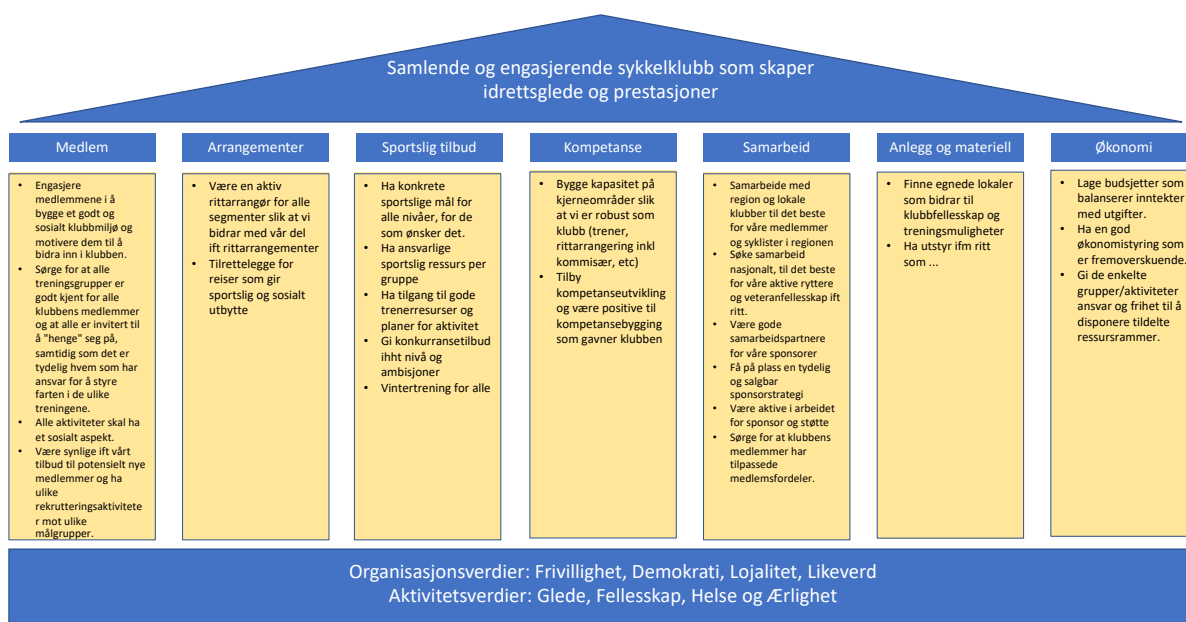 Samlende og engasjerende sykkelklubb som skaper
idrettsglede og prestasjoner
Medlem
• Engasjere
medlemmene i å
bygge et godt og
sosialt klubbmiljø og
motivere dem til å
bidra inn i klubben.
• Sørge for at alle
treningsgrupper er
godt kjent for alle
klubbens medlemmer
og at alle er invitert til
å "henge" seg på,
samtidig som det er
tydelig hvem som har
ansvar for å styre
farten i de ulike
treningene.
• Alle aktiviteter skal ha
et sosialt aspekt.
• Være synlige ift vårt
tilbud til potensielt nye
medlemmer og ha
ulike
rekrutteringsaktivitete
r mot ulike
målgrupper.
Arrangementer
• Være en aktiv
rittarrangør for alle
segmenter slik at vi
bidrar med vår del
ift rittarrangementer
• Tilrettelegge for
reiser som gir
sportslig og sosialt
utbytte
Sportslig tilbud
• Ha konkrete
sportslige mål for
alle nivåer, for de
som ønsker det.
• Ha ansvarlige
sportslig ressurs per
gruppe
• Ha tilgang til gode
trenerresurser og
planer for aktivitet
• Gi konkurransetilbud
ihht nivå og
ambisjoner
• Vintertrening for alle
Kompetanse
• Bygge kapasitet på
kjerneområder slik
at vi er robust som
klubb (trener,
rittarrangering inkl
kommisær, etc)
• Tilby
kompetanseutvikling
og være positive til
kompetansebygging
som gavner klubben
Samarbeid
• Samarbeide med
region og lokale
klubber til det beste
for våre medlemmer
og syklister i regionen
• Søke samarbeid
nasjonalt, til det beste
for våre aktive ryttere
og veteranfellesskap ift
ritt.
• Være gode
samarbeidspartnere
for våre sponsorer
• Få på plass en tydelig
og salgbar
sponsorstrategi
• Være aktive i arbeidet
for sponsor og støtte
• Sørge for at klubbens
medlemmer har
tilpassede
medlemsfordeler.
Anlegg og materiell
• Finne egnede lokaler
som bidrar til
klubbfellesskap og
treningsmuligheter
• Ha utstyr ifm ritt
som ...
Økonomi
• Lage budsjetter som
balanserer inntekter
med utgifter.
• Ha en god
økonomistyring som
er fremoverskuende.
• Gi de enkelte
grupper/aktiviteter
ansvar og frihet til å
disponere tildelte
ressursrammer.
Organisasjonsverdier: Frivillighet, Demokrati, Lojalitet, Likeverd
Aktivitetsverdier: Glede, Fellesskap, Helse og Ærlighet